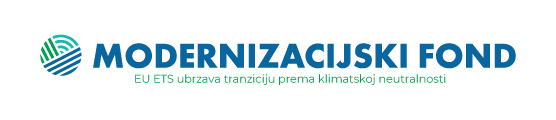 MODERNIZACIJSKI FOND
EU ETS ubrzava tranziciju prema klimatskoj neutralnosti